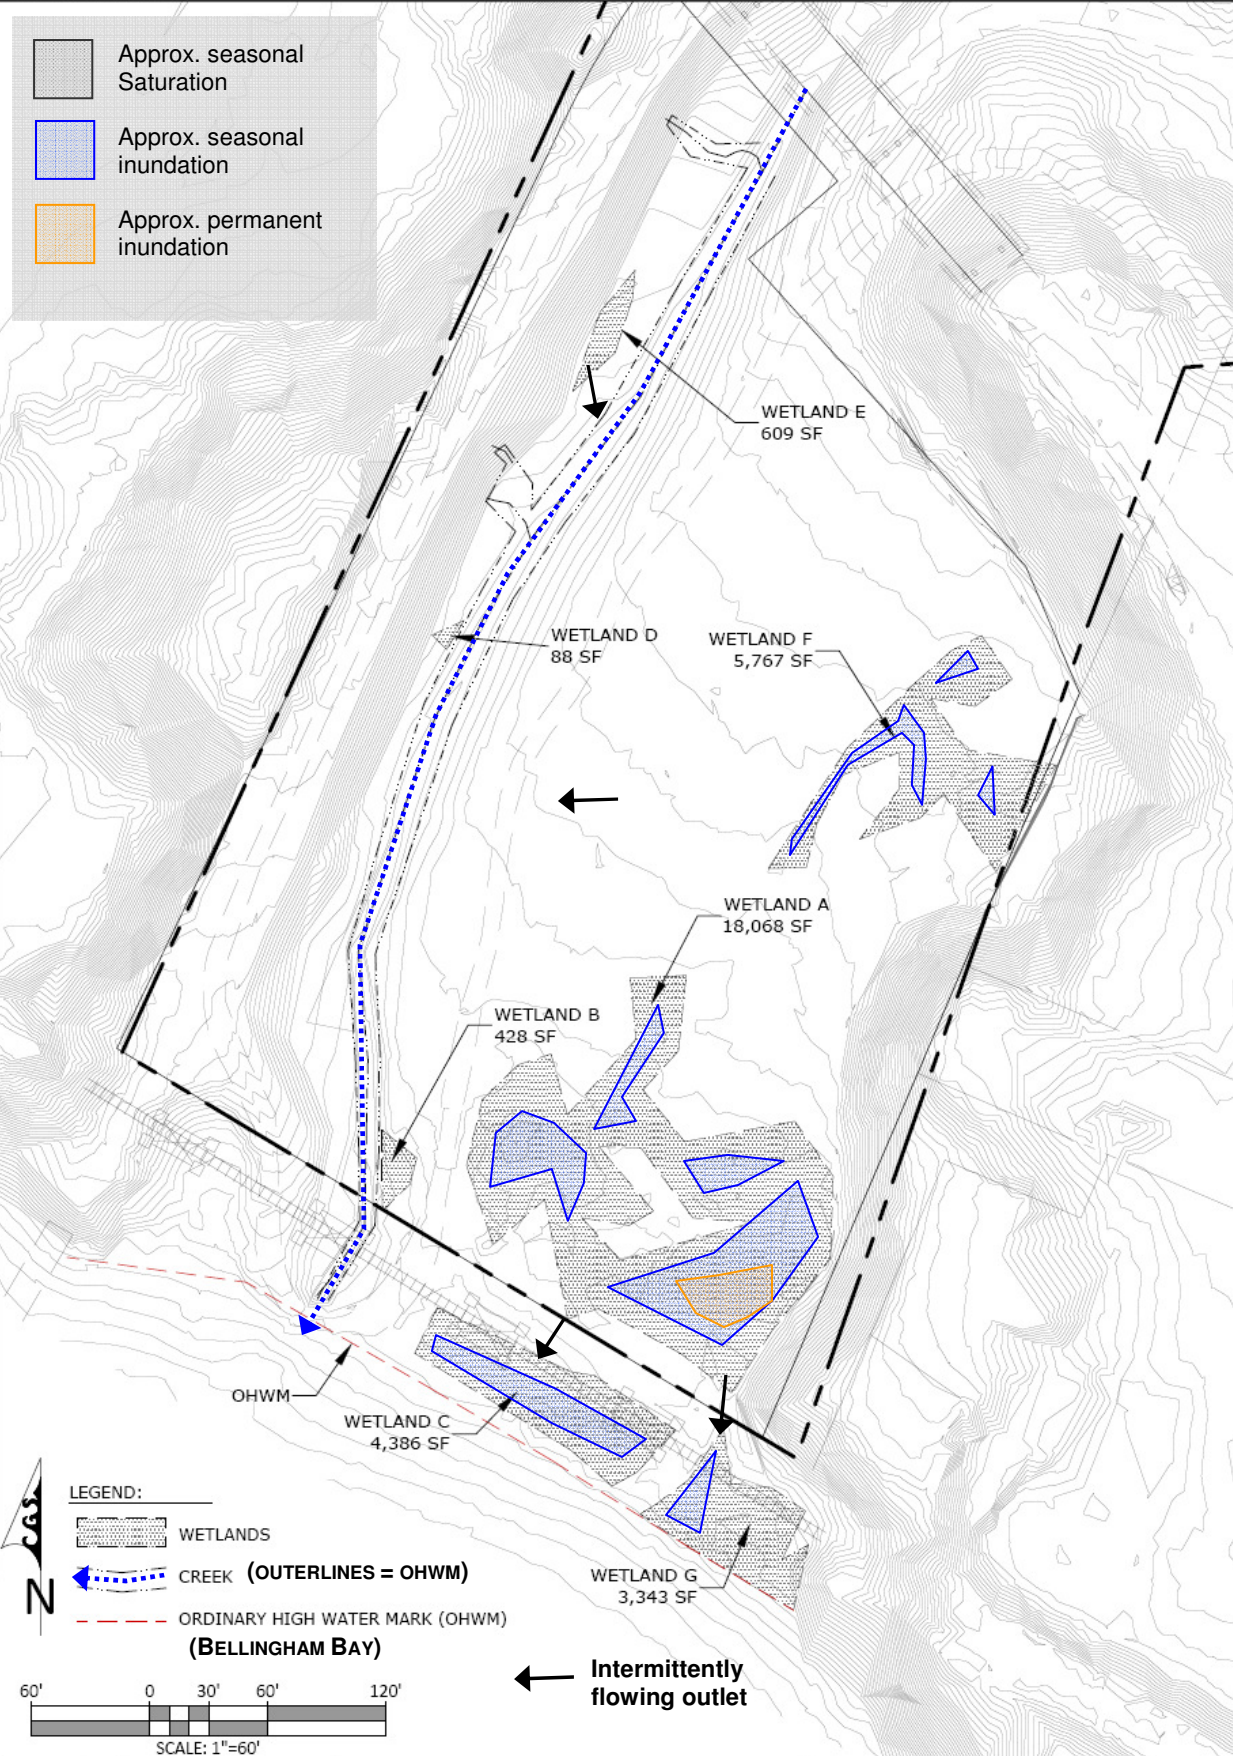 Approx. seasonal
Saturation
Approx. seasonal
inundation
Approx. permanent
inundation
WETLAND E
609 SF
WETLAND D
88 SF
WETLAND F
5,767 SF
WETLAND A
18,068 SF
WETLAND B
428 SF
OHWM
WETLAND C
4,386 SF
WETLAND G
3,343 SF
LEGEND:
WETLANDS
CREEK (OUTERLINES = OHWM)
ORDINARY HIGH WATER MARK (OHWM)
(BELLINGHAM BAY)
C.G.S.
N
Intermittently
flowing outlet
60' 0 30' 60' 120'
SCALE: 1"=60'